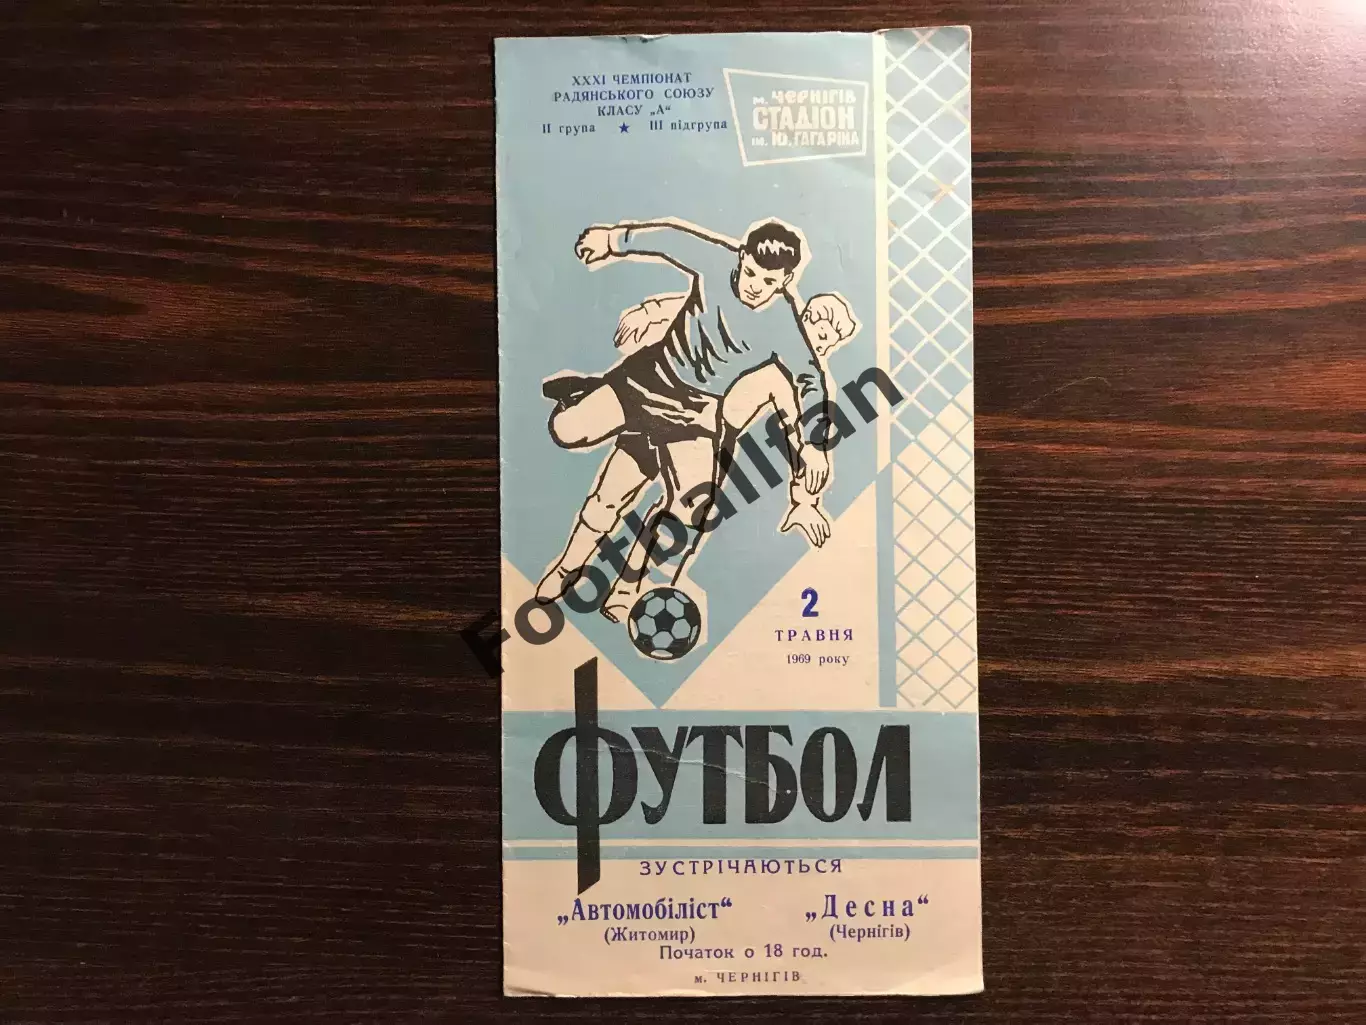 XXXI ЧЕМПІОНАТ
РАДЯНСЬКОГО СОЮЗУ
КЛАСУ „А“
II група ★ III підгрупа
м. ЧЕРНІГІВ
СТАДІОН
ім. Ю. ГАГАРІНА
Footballfan
2
ТРАВНЯ
1969 року
ФУТБОЛ
ЗУСТРІЧАЮТЬСЯ
„Автомобіліст“ „Десна“
(Житомир) (Чернігів)
Початок о 18 год.
м. ЧЕРНІГІВ